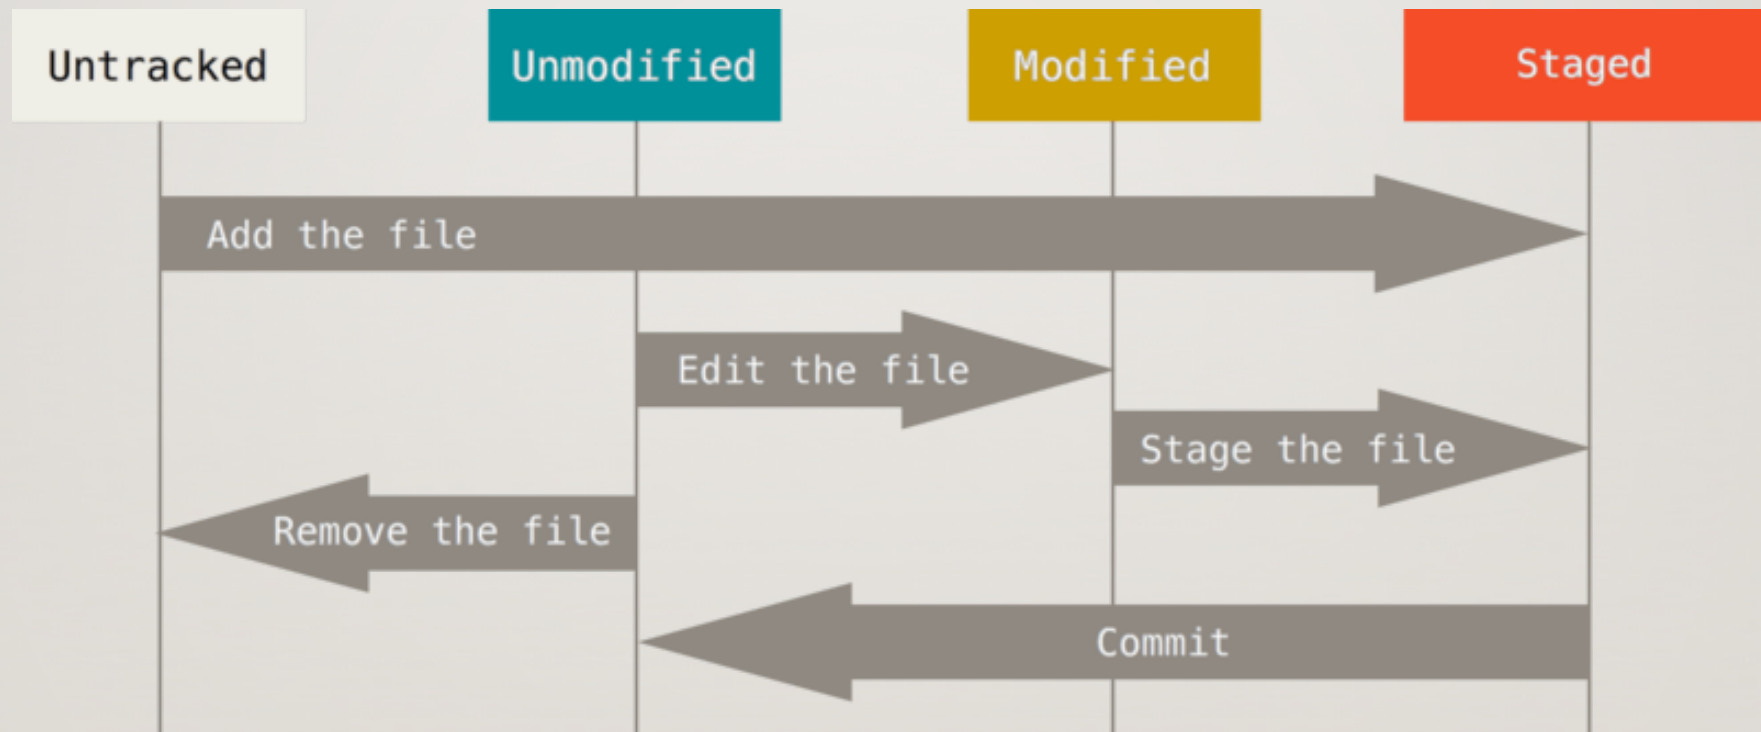 Untracked
Unmodified
Modified
Staged
Add the file
Edit the file
Stage the file
Remove the file
Commit